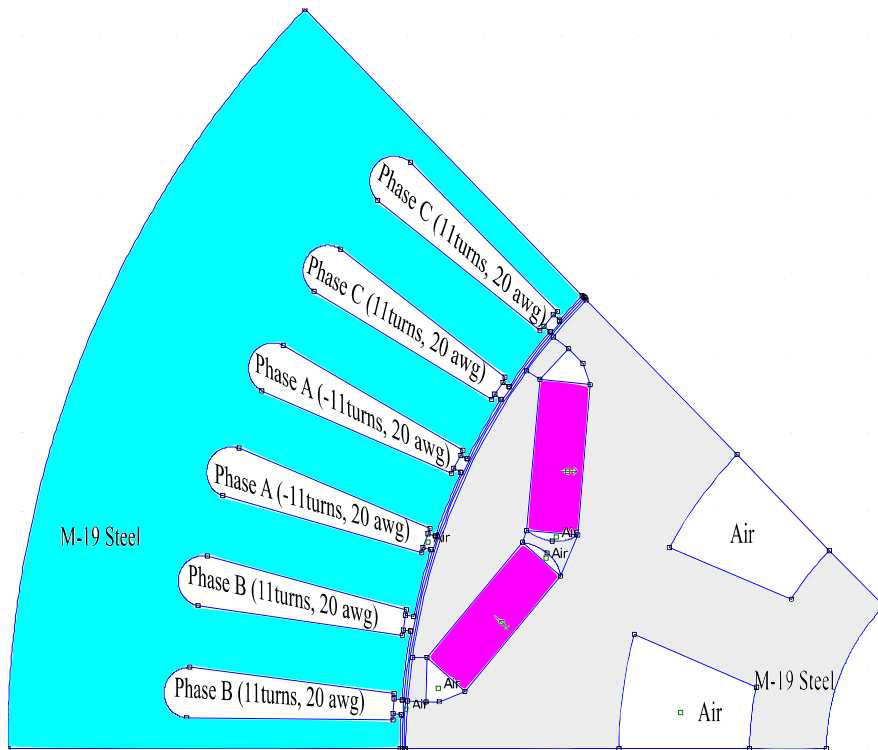 Phase C (11turns, 20 awg)
Phase C (11turns, 20 awg)
Phase A (-11turns, 20 awg)
Phase A (-11turns, 20 awg)
Phase B (11turns, 20 awg)
Phase B (11turns, 20 awg)
M-19 Steel
Air
Air
Air
Air
Air
Air
M-19 Steel
Air
Air